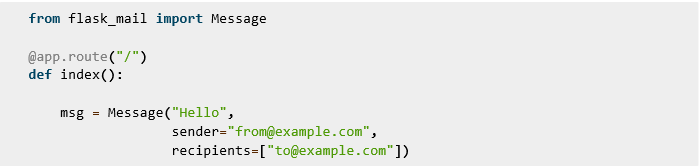 from flask_mail import Message
@app.route("/")
def index():
msg = Message("Hello",
sender="from@example.com",
recipients=["to@example.com"])